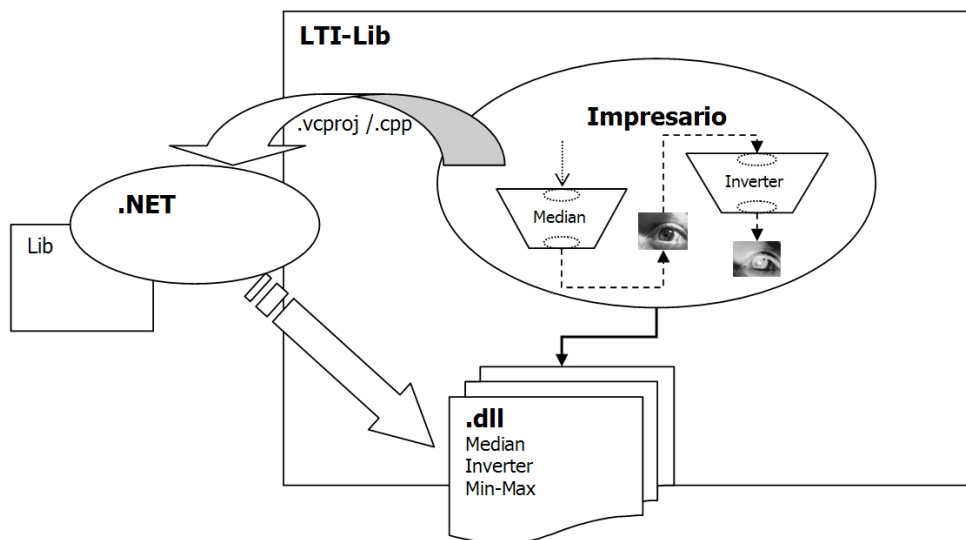 LTI-Lib
.vcproj /.cpp
Impresario
Inverter
Median
.NET
Lib
.dll
Median
Inverter
Min-Max